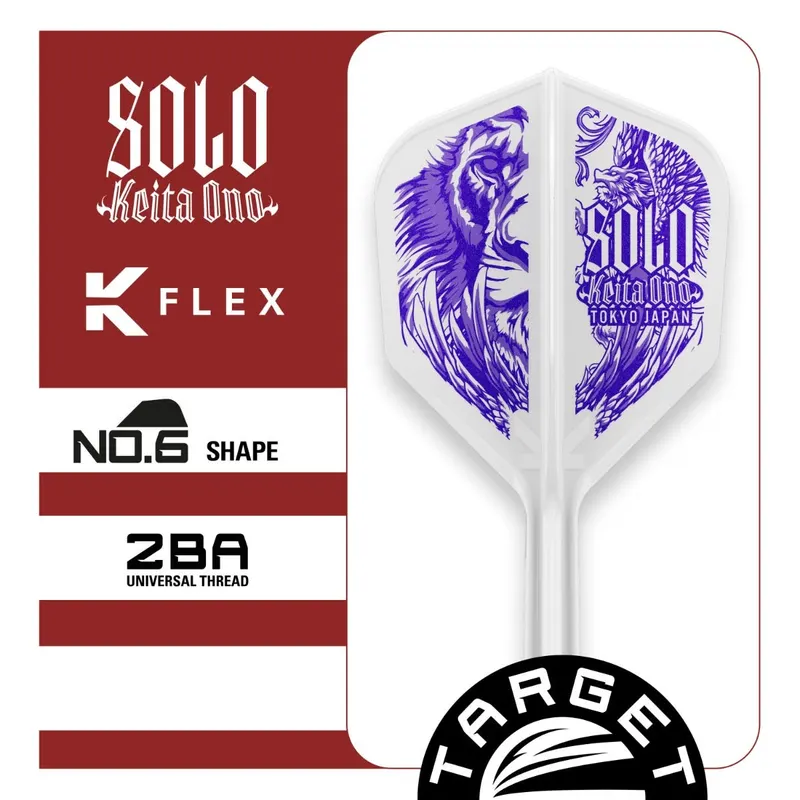 SOLO
Keita Ono
K FLEX
NO.6 SHAPE
2BA
UNIVERSAL THREAD
SOLO
Keita Ono
TOKYO JAPAN
TARGET